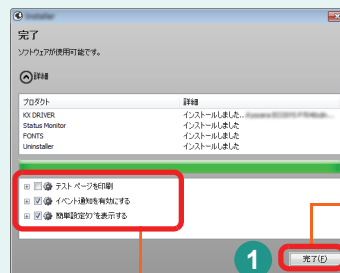 Installer
完了
ソフトウェアが使用可能です。
詳細
プロダクト 詳細
KX DRIVER インストールしました...
Status Monitor インストールしました
FONTS インストールしました
Uninstaller インストールしました
テスト ページを印刷
イベント通知を有効にする
簡単設定ﾀﾌﾞを表示する
1
完了(F)